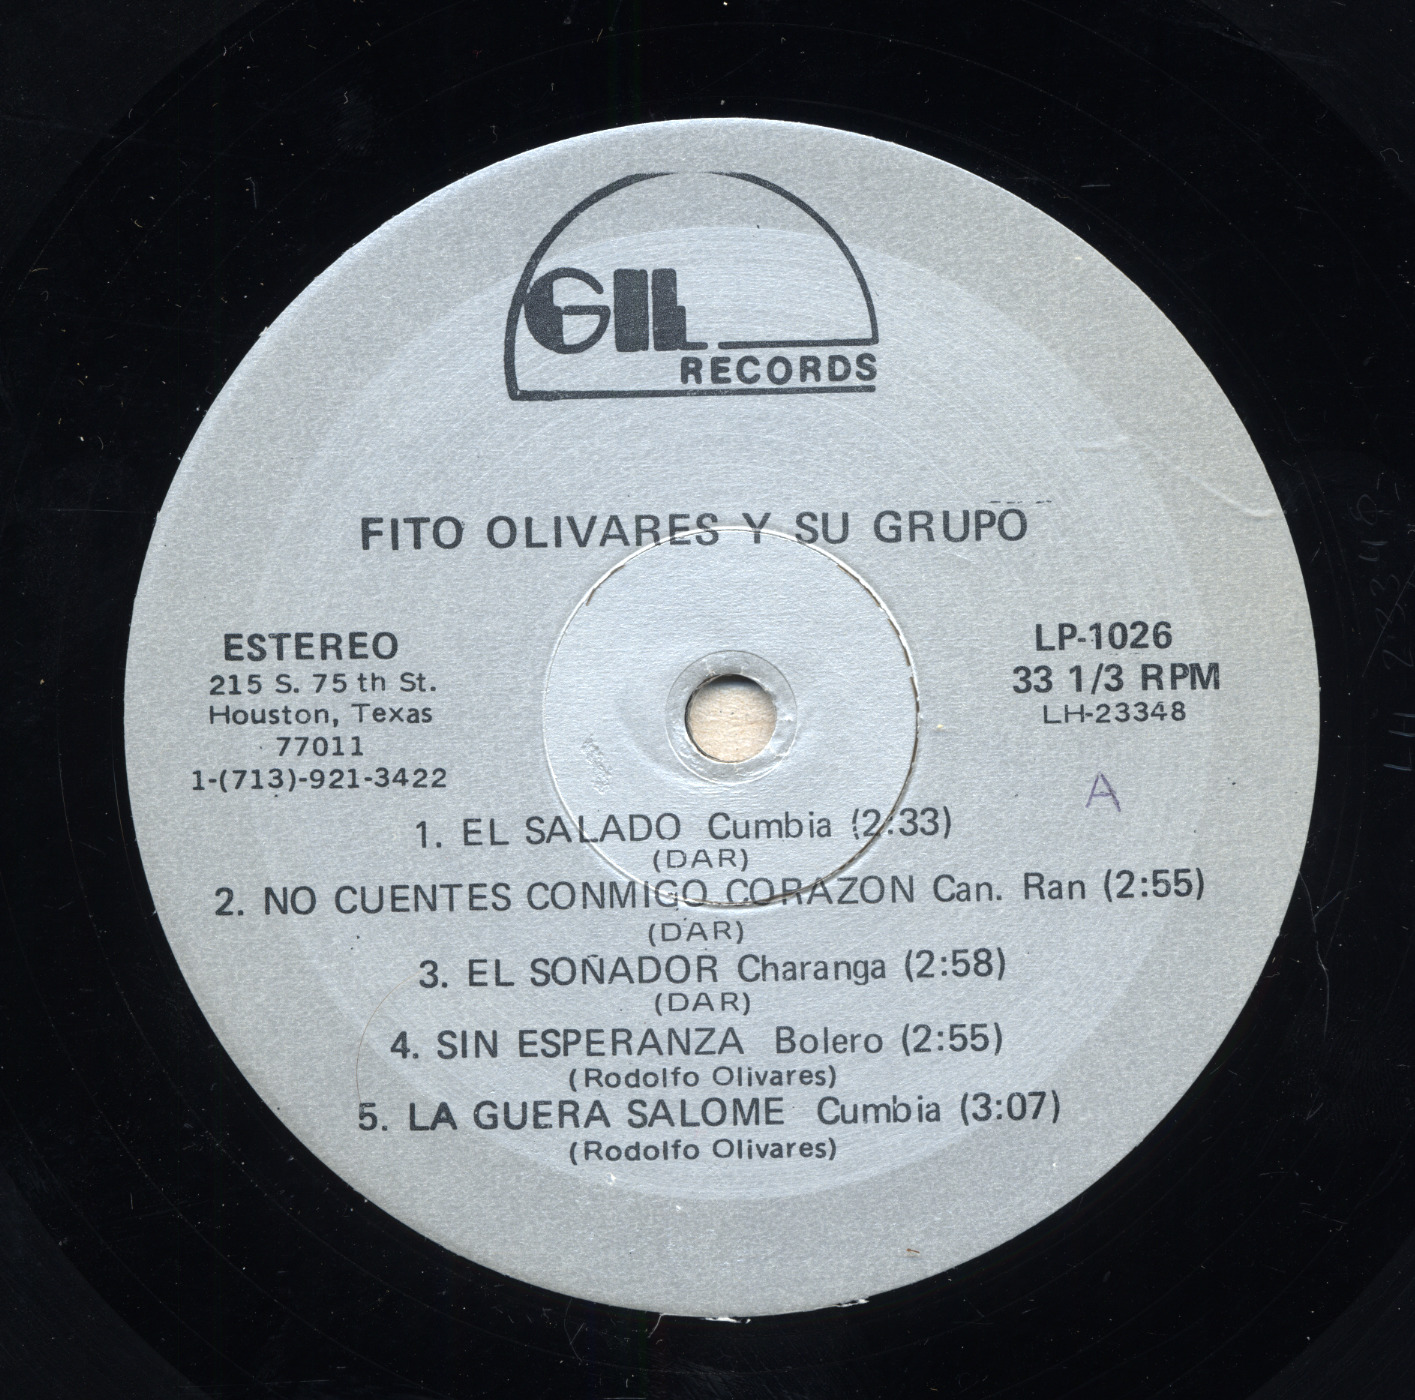 GIL
RECORDS
FITO OLIVARES Y SU GRUPO
ESTEREO
215 S. 75 th St.
Houston, Texas
77011
1-(713)-921-3422
LP-1026
33 1/3 RPM
LH-23348
A
1. EL SALADO Cumbia (2:33)
(DAR)
2. NO CUENTES CONMIGO CORAZON Can. Ran (2:55)
(DAR)
3. EL SOÑADOR Charanga (2:58)
(DAR)
4. SIN ESPERANZA Bolero (2:55)
(Rodolfo Olivares)
5. LA GUERA SALOME Cumbia (3:07)
(Rodolfo Olivares)